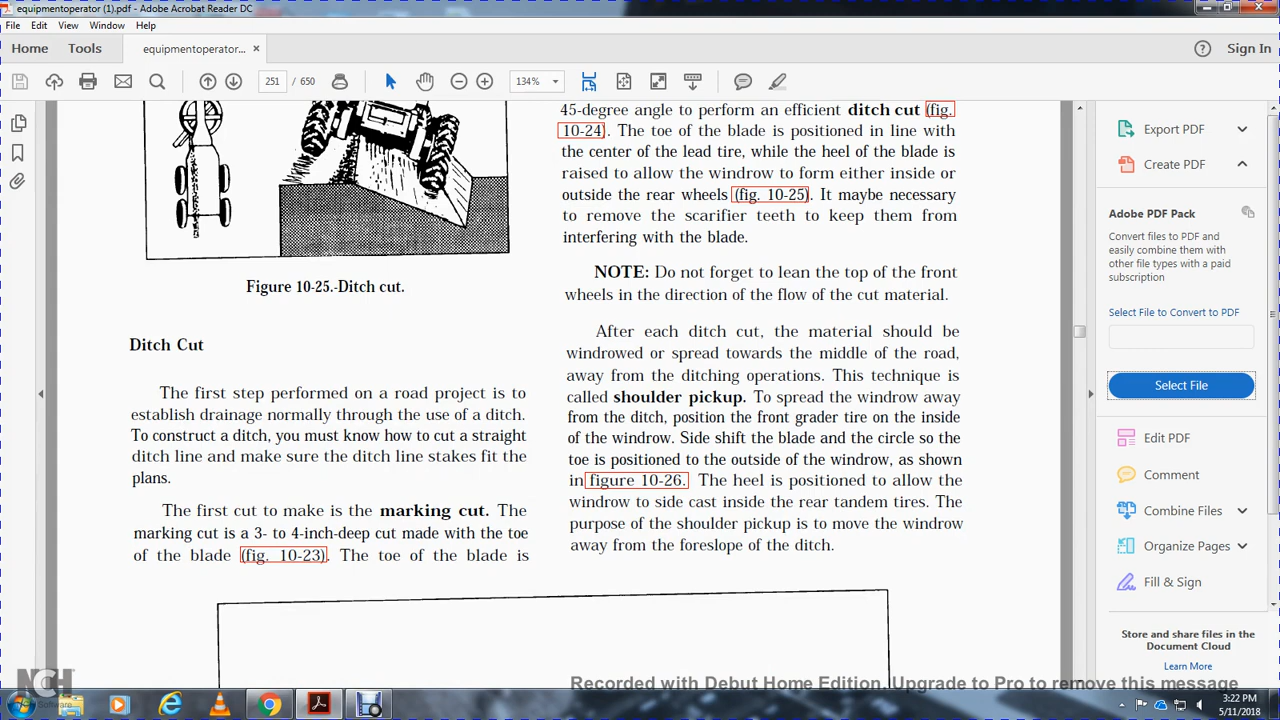 equipmentoperator (1).pdf - Adobe Acrobat Reader DC
File Edit View Window Help
Home Tools equipmentoperator... × Sign In
251 / 650 134%
45-degree angle to perform an efficient ditch cut (fig.
10-24). The toe of the blade is positioned in line with
the center of the lead tire, while the heel of the blade is
raised to allow the windrow to form either inside or
outside the rear wheels (fig. 10-25). It maybe necessary
to remove the scarifier teeth to keep them from
interfering with the blade.
NOTE: Do not forget to lean the top of the front
wheels in the direction of the flow of the cut material.
After each ditch cut, the material should be
windrowed or spread towards the middle of the road,
away from the ditching operations. This technique is
called shoulder pickup. To spread the windrow away
from the ditch, position the front grader tire on the inside
of the windrow. Side shift the blade and the circle so the
toe is positioned to the outside of the windrow, as shown
in figure 10-26. The heel is positioned to allow the
windrow to side cast inside the rear tandem tires. The
purpose of the shoulder pickup is to move the windrow
away from the foreslope of the ditch.
Figure 10-25.-Ditch cut.
Ditch Cut
The first step performed on a road project is to
establish drainage normally through the use of a ditch.
To construct a ditch, you must know how to cut a straight
ditch line and make sure the ditch line stakes fit the
plans.
The first cut to make is the marking cut. The
marking cut is a 3- to 4-inch-deep cut made with the toe
of the blade (fig. 10-23). The toe of the blade is
Export PDF
Create PDF
Adobe PDF Pack
Convert files to PDF and
easily combine them with
other file types with a paid
subscription
Select File to Convert to PDF
Select File
Edit PDF
Comment
Combine Files
Organize Pages
Fill & Sign
Store and share files in the
Document Cloud
Learn More
NCH
Software
Recorded with Debut Home Edition. Upgrade to Pro to remove this message
3:22 PM
5/11/2018